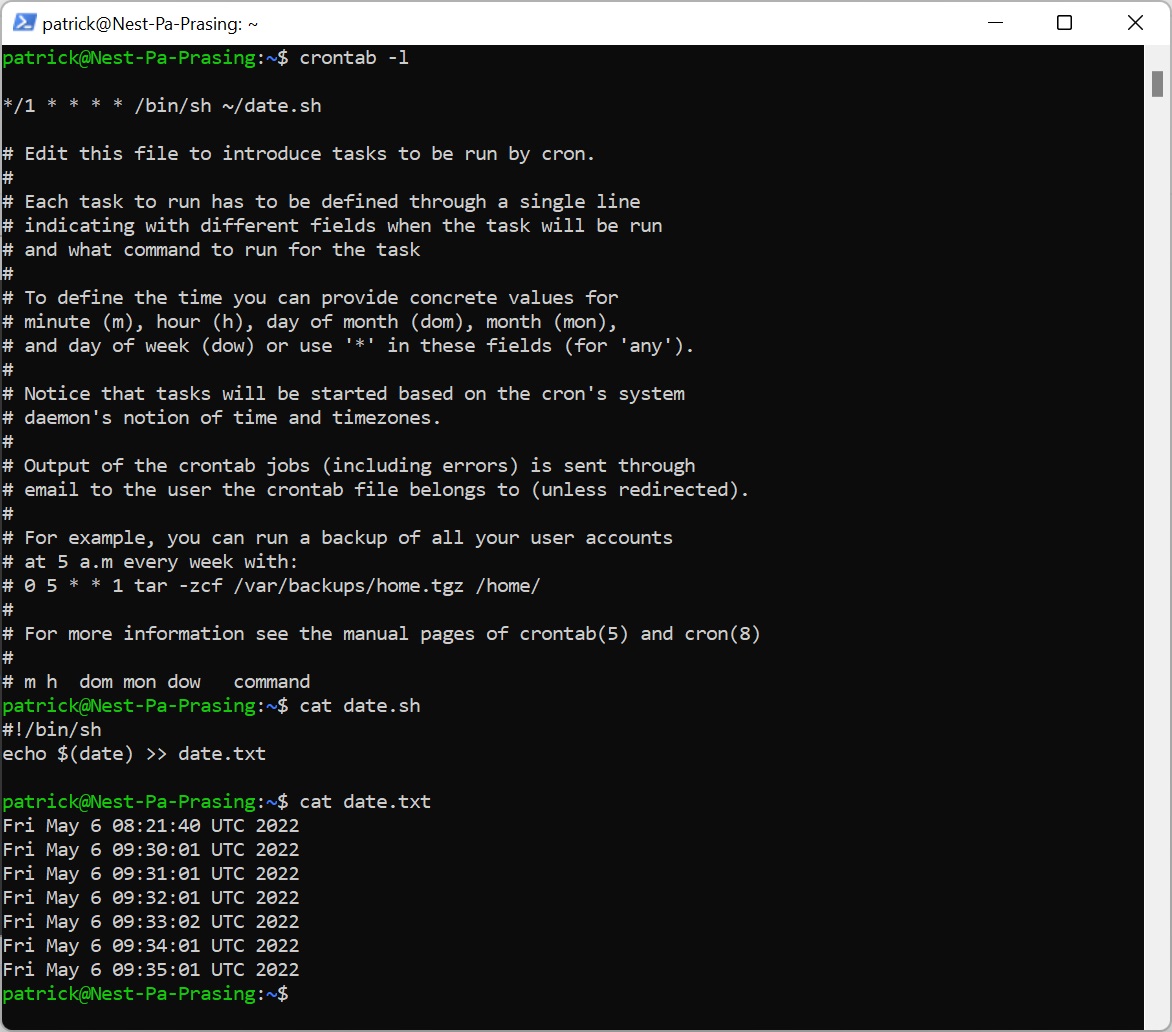 patrick@Nest-Pa-Prasing: ~
patrick@Nest-Pa-Prasing:~$ crontab -l
*/1 * * * * /bin/sh ~/date.sh
# Edit this file to introduce tasks to be run by cron.
#
# Each task to run has to be defined through a single line
# indicating with different fields when the task will be run
# and what command to run for the task
#
# To define the time you can provide concrete values for
# minute (m), hour (h), day of month (dom), month (mon),
# and day of week (dow) or use '*' in these fields (for 'any').
#
# Notice that tasks will be started based on the cron's system
# daemon's notion of time and timezones.
#
# Output of the crontab jobs (including errors) is sent through
# email to the user the crontab file belongs to (unless redirected).
#
# For example, you can run a backup of all your user accounts
# at 5 a.m every week with:
# 0 5 * * 1 tar -zcf /var/backups/home.tgz /home/
#
# For more information see the manual pages of crontab(5) and cron(8)
#
# m h  dom mon dow   command
patrick@Nest-Pa-Prasing:~$ cat date.sh
#!/bin/sh
echo $(date) >> date.txt
patrick@Nest-Pa-Prasing:~$ cat date.txt
Fri May 6 08:21:40 UTC 2022
Fri May 6 09:30:01 UTC 2022
Fri May 6 09:31:01 UTC 2022
Fri May 6 09:32:01 UTC 2022
Fri May 6 09:33:02 UTC 2022
Fri May 6 09:34:01 UTC 2022
Fri May 6 09:35:01 UTC 2022
patrick@Nest-Pa-Prasing:~$